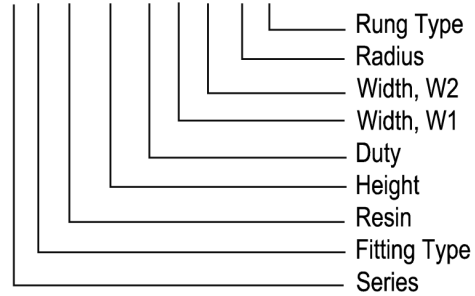 Rung Type
Radius
Width, W2
Width, W1
Duty
Height
Resin
Fitting Type
Series